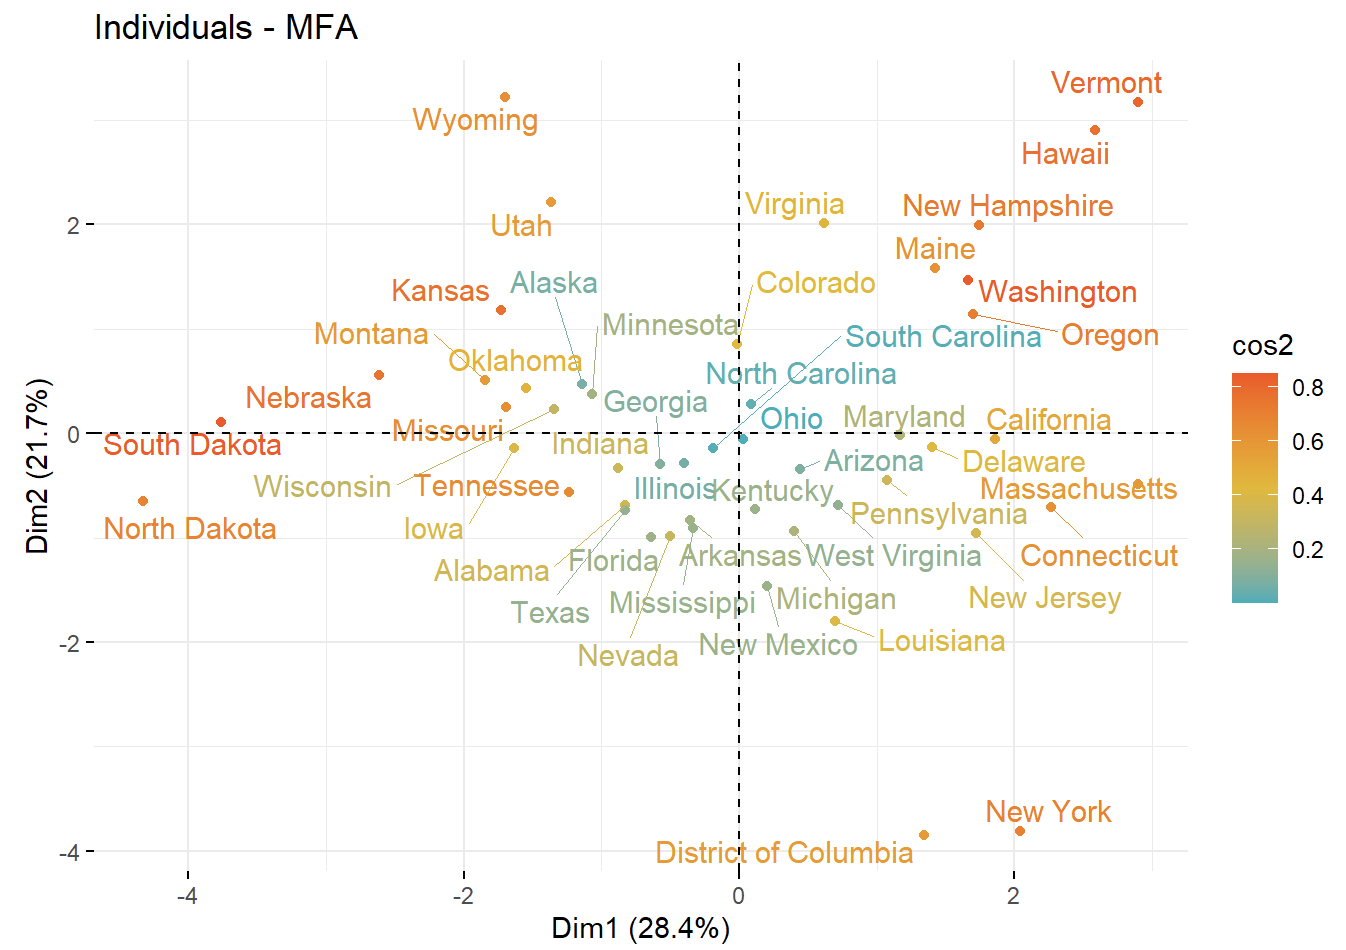 Individuals - MFA
Vermont
Wyoming
Hawaii
Virginia
New Hampshire
Utah
Maine
Kansas
Alaska
Colorado
Washington
Montana
Minnesota
South Carolina
Oregon
Oklahoma
North Carolina
Nebraska
Georgia
Ohio
Maryland
California
Missouri
South Dakota
Indiana
Wisconsin
Tennessee
Illinois
Kentucky
Arizona
Delaware
Massachusetts
North Dakota
Iowa
Pennsylvania
Alabama
Florida
Arkansas
West Virginia
Connecticut
Texas
Mississippi
Michigan
New Jersey
Nevada
New Mexico
Louisiana
New York
District of Columbia
2
0
-2
-4
Dim2 (21.7%)
-4
-2
0
2
Dim1 (28.4%)
cos2
0.8
0.6
0.4
0.2